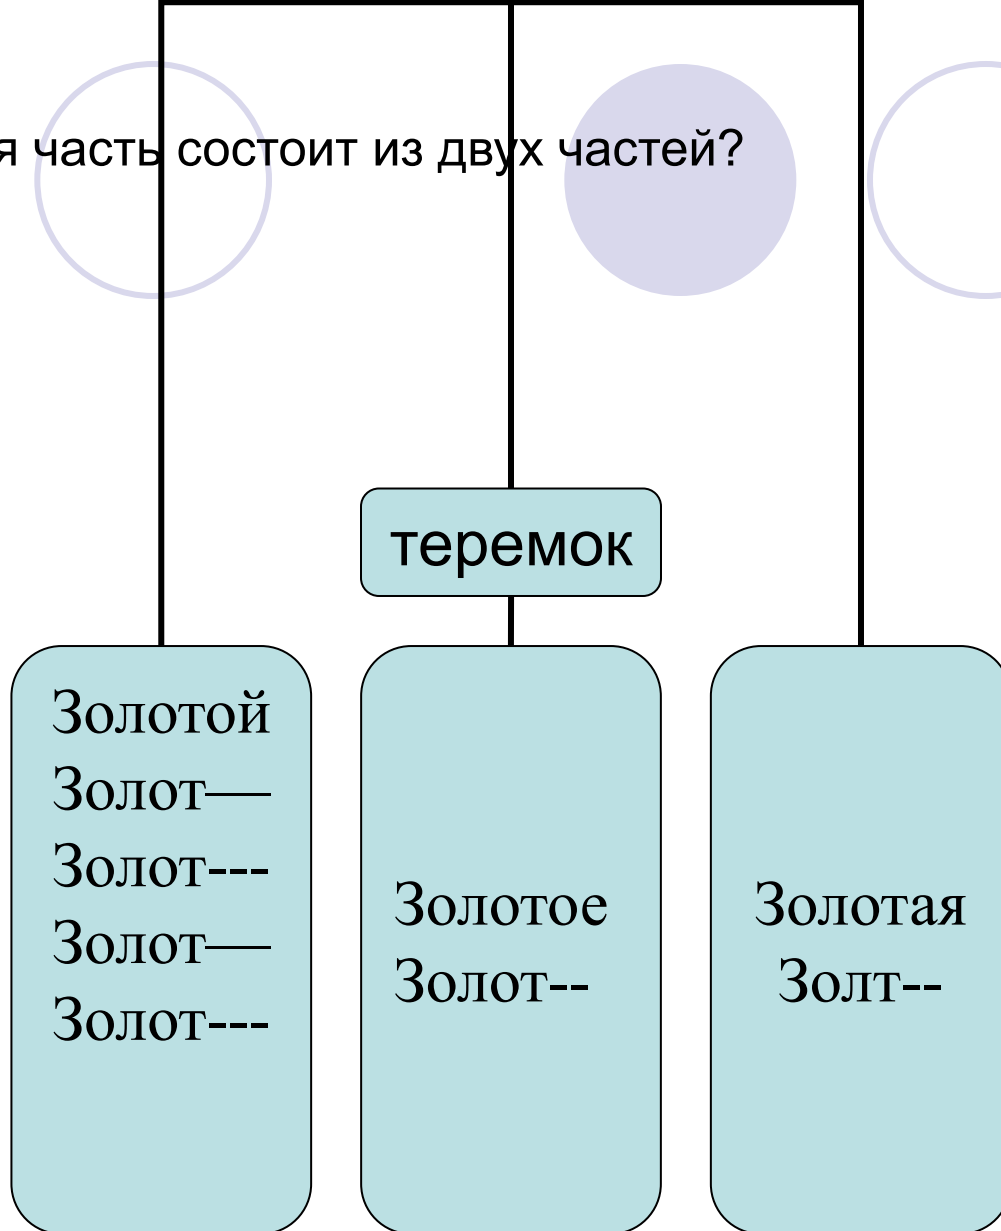 я часть состоит из двух частей?
теремок
Золотой
Золот—
Золот---
Золот—
Золот---
Золотое
Золот--
Золотая
Золт--